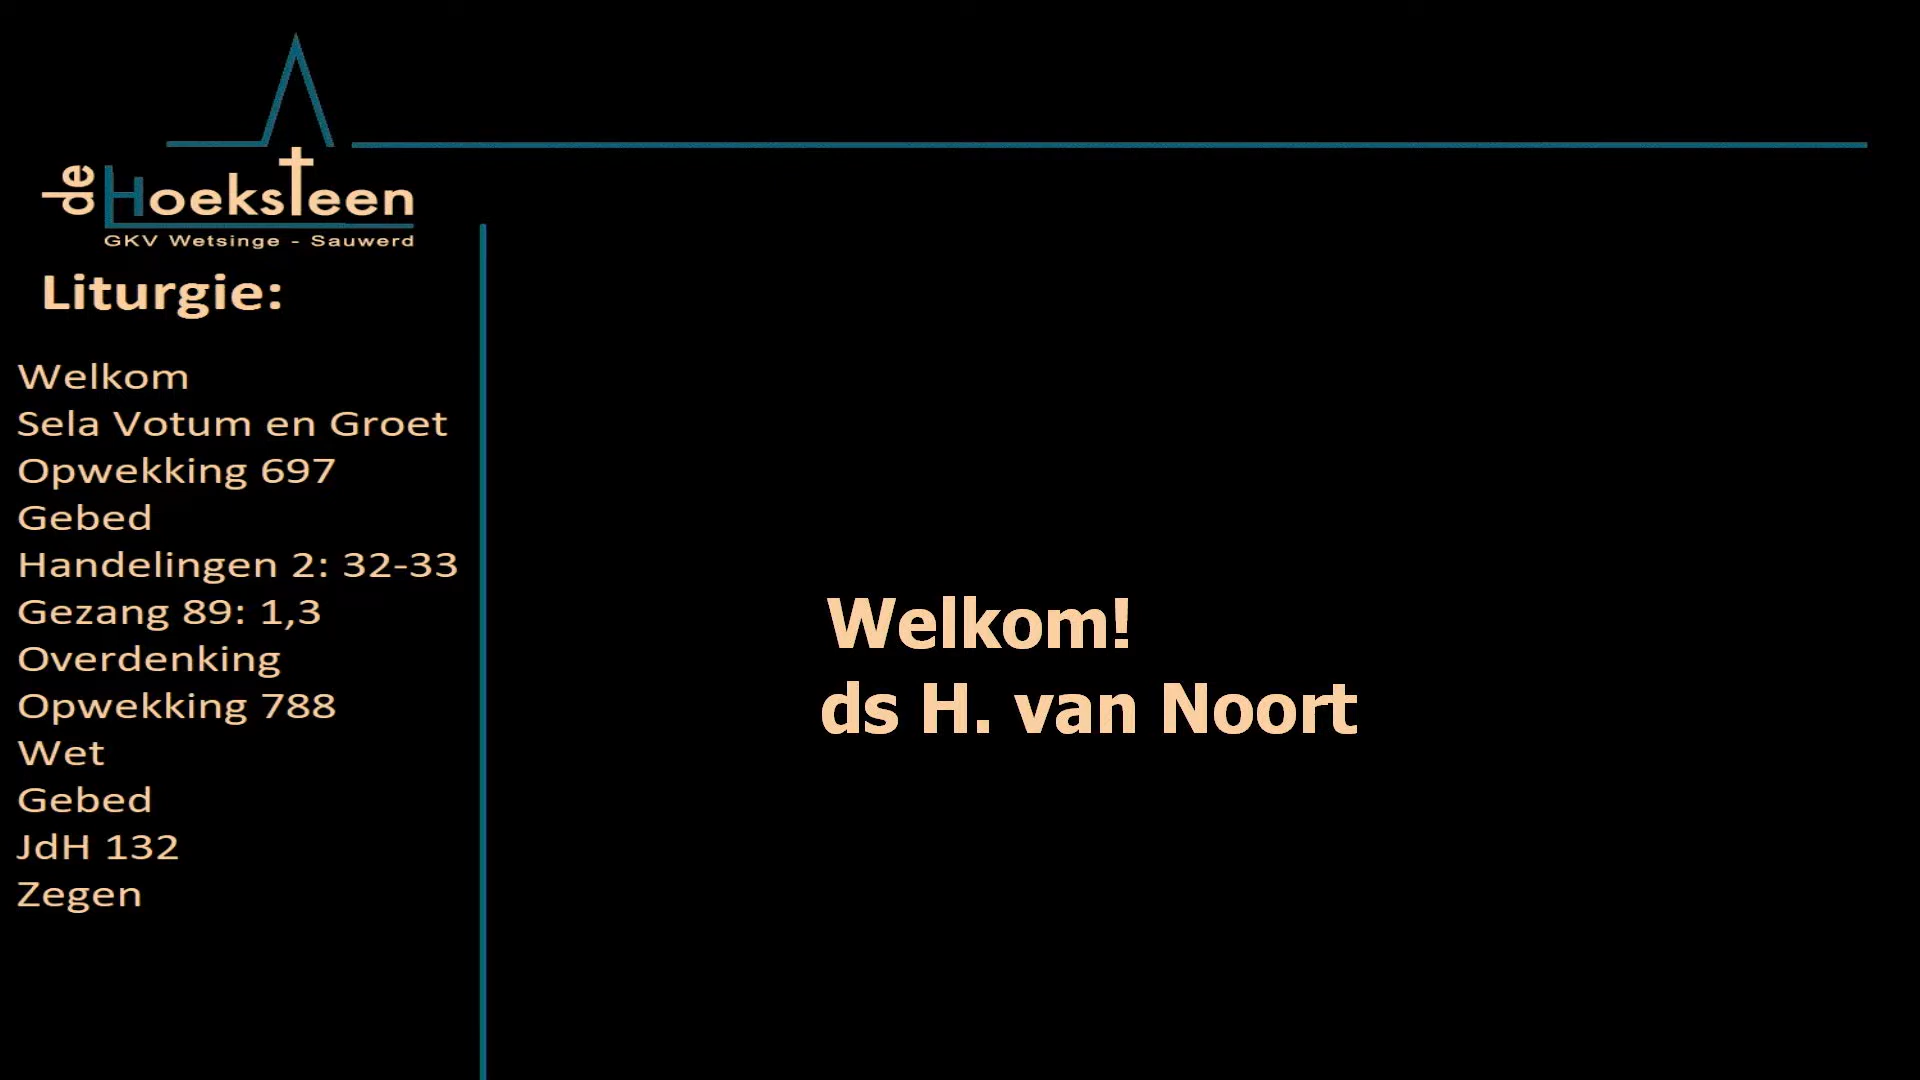 de Hoeksteen
GKV Wetsinge - Sauwerd
Liturgie:
Welkom
Sela Votum en Groet
Opwekking 697
Gebed
Handelingen 2: 32-33
Gezang 89: 1,3
Overdenking
Opwekking 788
Wet
Gebed
JdH 132
Zegen
Welkom!
ds H. van Noort